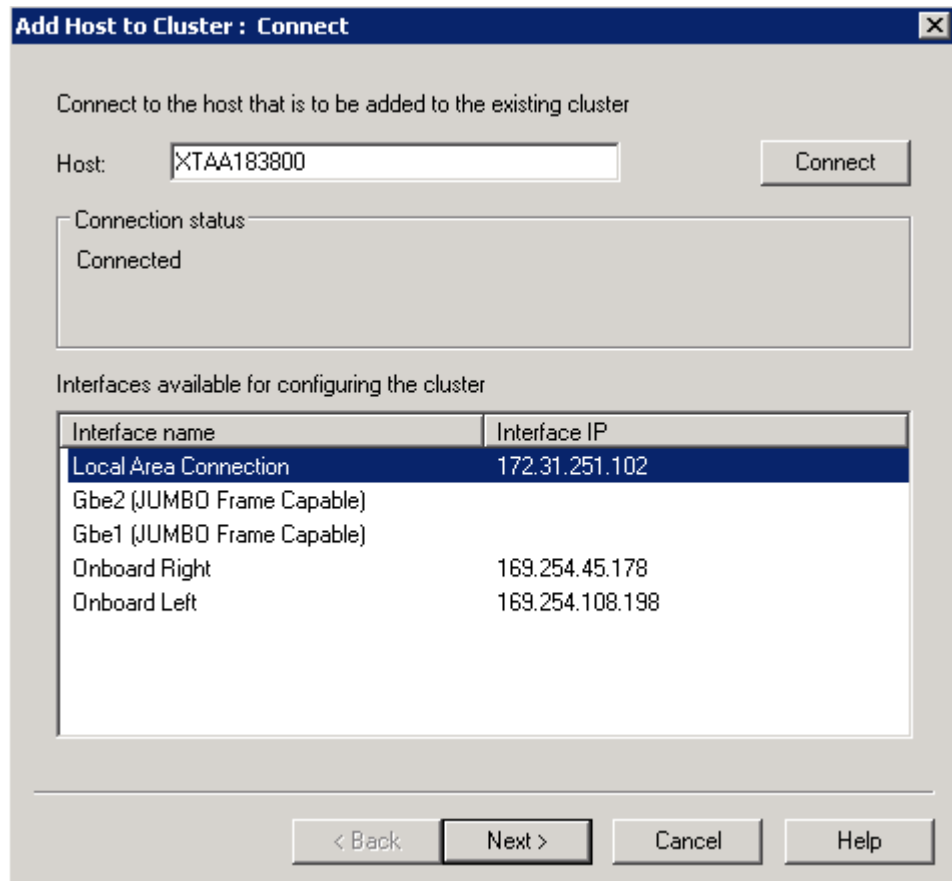 Add Host to Cluster : Connect
Connect to the host that is to be added to the existing cluster
Host: XTAA183800 Connect
Connection status
Connected
Interfaces available for configuring the cluster
Interface name Interface IP
Local Area Connection 172.31.251.102
Gbe2 (JUMBO Frame Capable)
Gbe1 (JUMBO Frame Capable)
Onboard Right 169.254.45.178
Onboard Left 169.254.108.198
< Back Next > Cancel Help